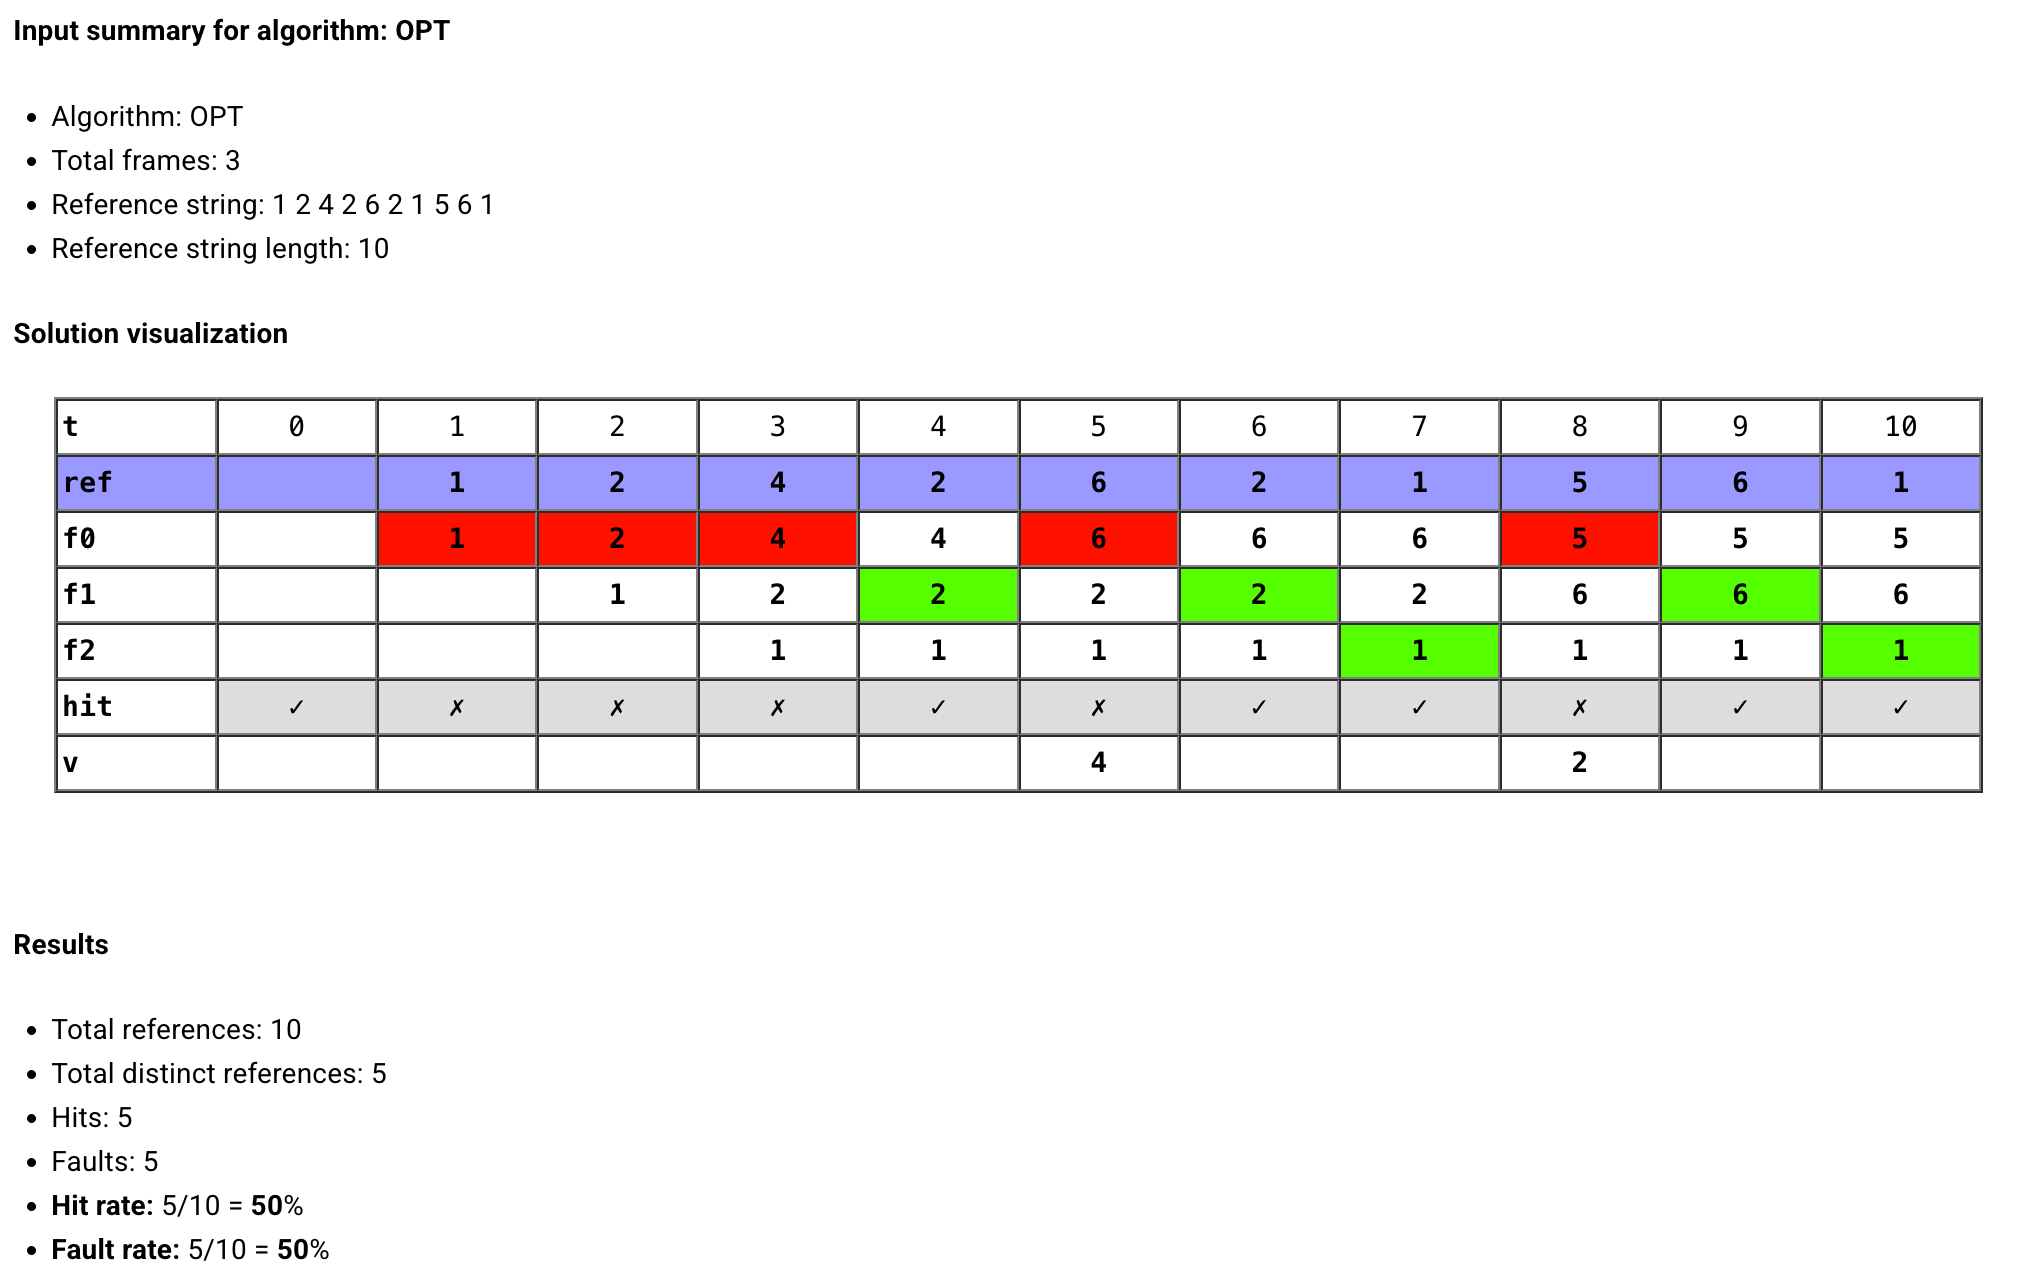 Input summary for algorithm: OPT
• Algorithm: OPT
• Total frames: 3
• Reference string: 1 2 4 2 6 2 1 5 6 1
• Reference string length: 10
Solution visualization
t 0 1 2 3 4 5 6 7 8 9 10
ref 1 2 4 2 6 2 1 5 6 1
f0 1 2 4 4 6 6 6 5 5 5
f1 1 2 2 2 2 2 6 6 6
f2 1 1 1 1 1 1 1 1
hit ✓ ✗ ✗ ✗ ✓ ✗ ✓ ✓ ✗ ✓ ✓
v 4 2
Results
• Total references: 10
• Total distinct references: 5
• Hits: 5
• Faults: 5
• Hit rate: 5/10 = 50%
• Fault rate: 5/10 = 50%